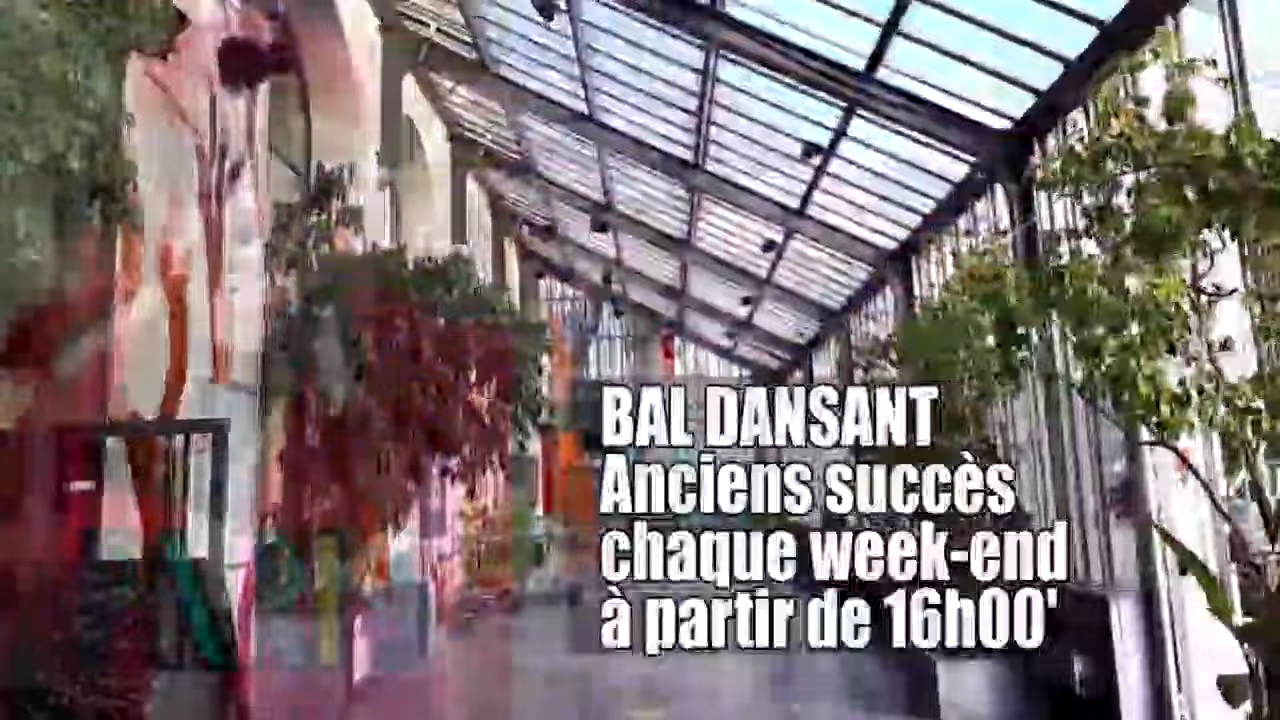 BAL DANSANT
Anciens succès
chaque week-end
à partir de 16h00'